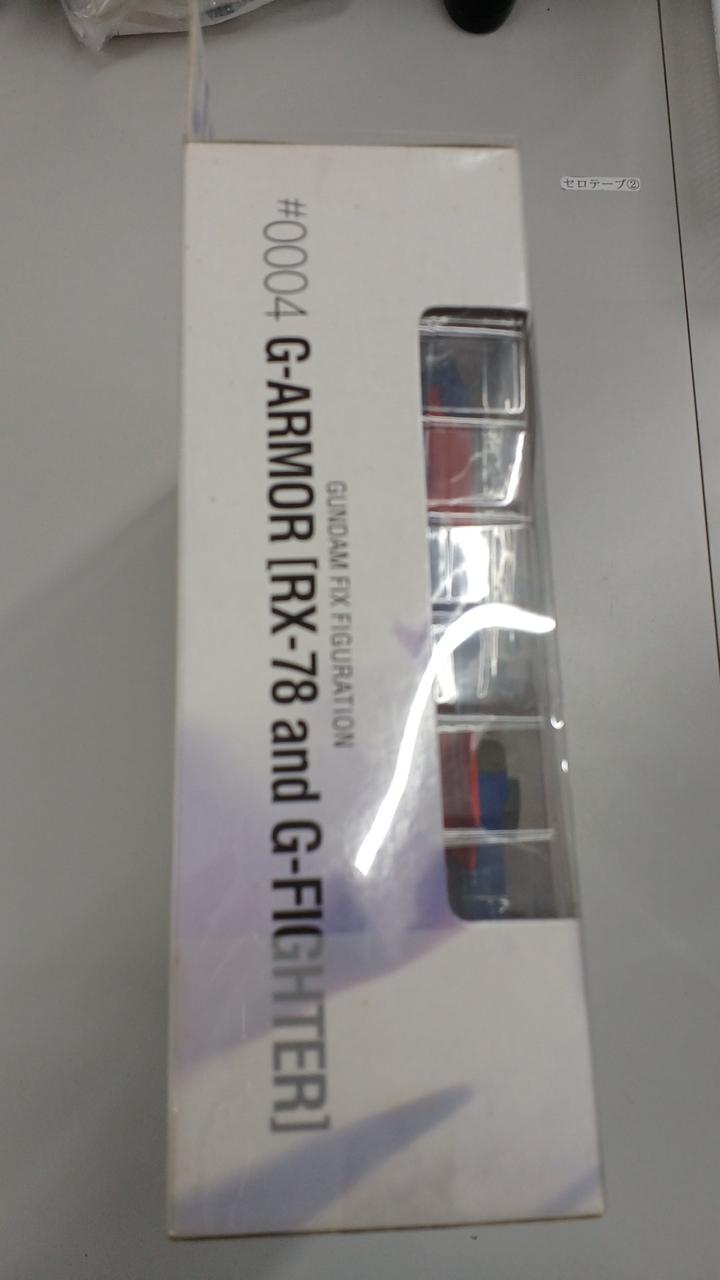 GUNDAM FIX FIGURATION
#0004 G-ARMOR [RX-78 and G-FIGHTER]
セロテープ②